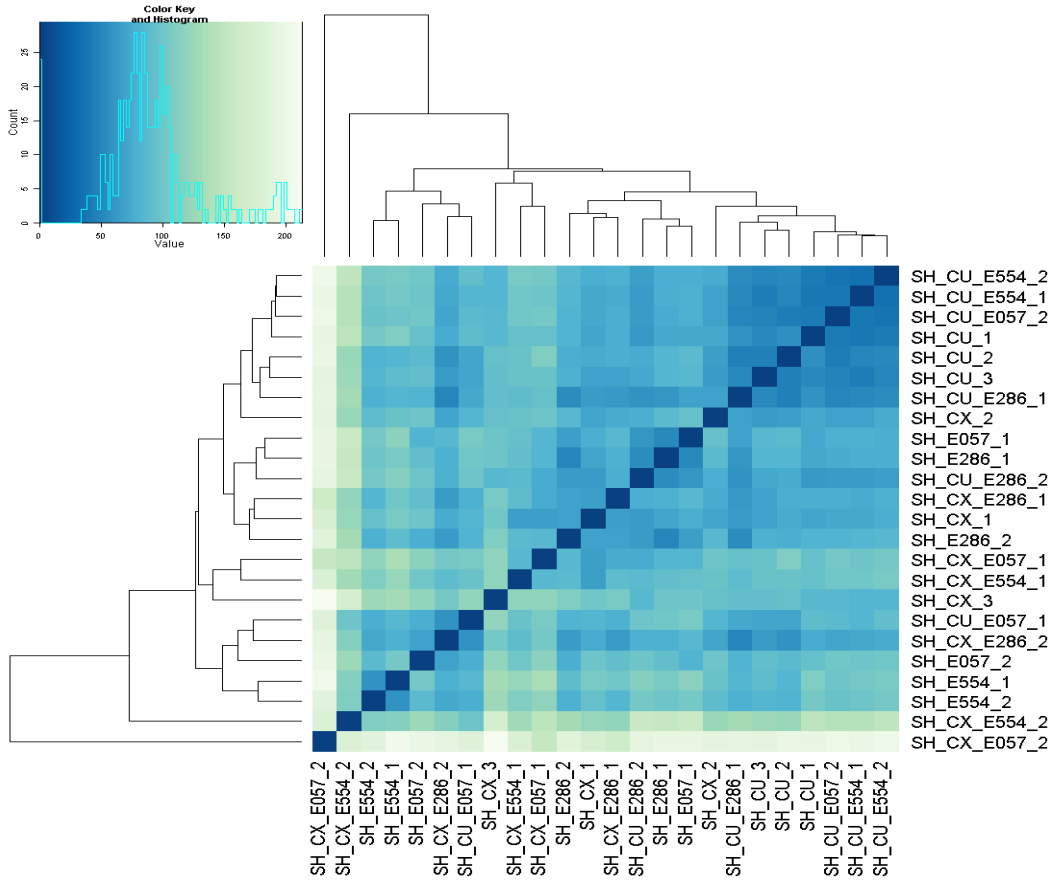 Color Key
and Histogram
Count
0
5
10
15
20
25
0 50 100 150 200
Value
SH_CU_E554_2
SH_CU_E554_1
SH_CU_E057_2
SH_CU_1
SH_CU_2
SH_CU_3
SH_CU_E286_1
SH_CX_2
SH_E057_1
SH_E286_1
SH_CU_E286_2
SH_CX_E286_1
SH_CX_1
SH_E286_2
SH_CX_E057_1
SH_CX_E554_1
SH_CX_3
SH_CU_E057_1
SH_CX_E286_2
SH_E057_2
SH_E554_1
SH_E554_2
SH_CX_E554_2
SH_CX_E057_2
SH_CX_E057_2
SH_CX_E554_2
SH_E554_2
SH_E554_1
SH_E057_2
SH_CX_E286_2
SH_CU_E057_1
SH_CX_3
SH_CX_E554_1
SH_CX_E057_1
SH_E286_2
SH_CX_1
SH_CX_E286_1
SH_CU_E286_2
SH_E286_1
SH_E057_1
SH_CX_2
SH_CU_E286_1
SH_CU_3
SH_CU_2
SH_CU_1
SH_CU_E057_2
SH_CU_E554_1
SH_CU_E554_2